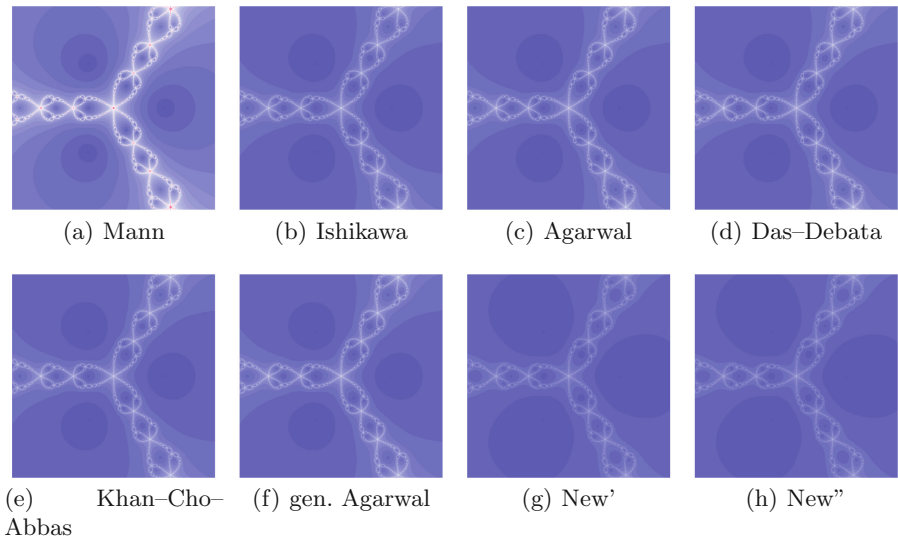 (a) Mann
(b) Ishikawa
(c) Agarwal
(d) Das–Debata
(e) Khan–Cho–
Abbas
(f) gen. Agarwal
(g) New’
(h) New”